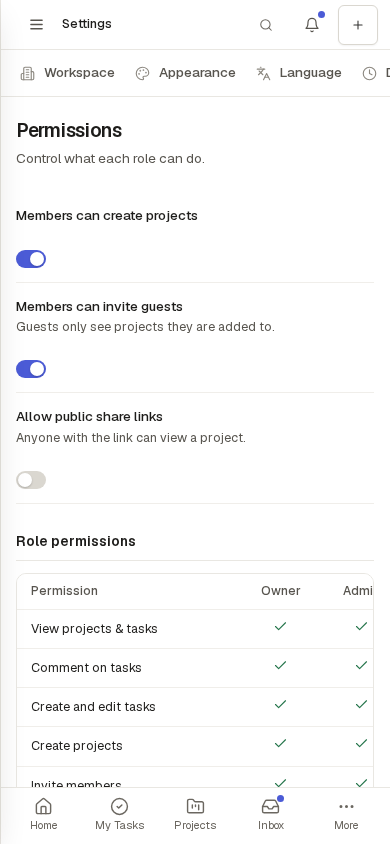 Settings
Workspace Appearance Language D
Permissions
Control what each role can do.
Members can create projects
Members can invite guests
Guests only see projects they are added to.
Allow public share links
Anyone with the link can view a project.
Role permissions
Permission Owner Admi
View projects & tasks
Comment on tasks
Create and edit tasks
Create projects
Invite members
Home My Tasks Projects Inbox More